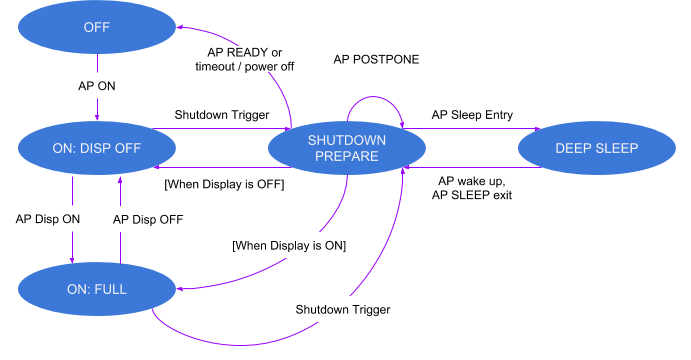 OFF
AP READY or
timeout / power off
AP POSTPONE
AP ON
Shutdown Trigger
AP Sleep Entry
ON: DISP OFF
SHUTDOWN
PREPARE
DEEP SLEEP
[When Display is OFF]
AP wake up,
AP SLEEP exit
AP Disp ON
AP Disp OFF
[When Display is ON]
ON: FULL
Shutdown Trigger